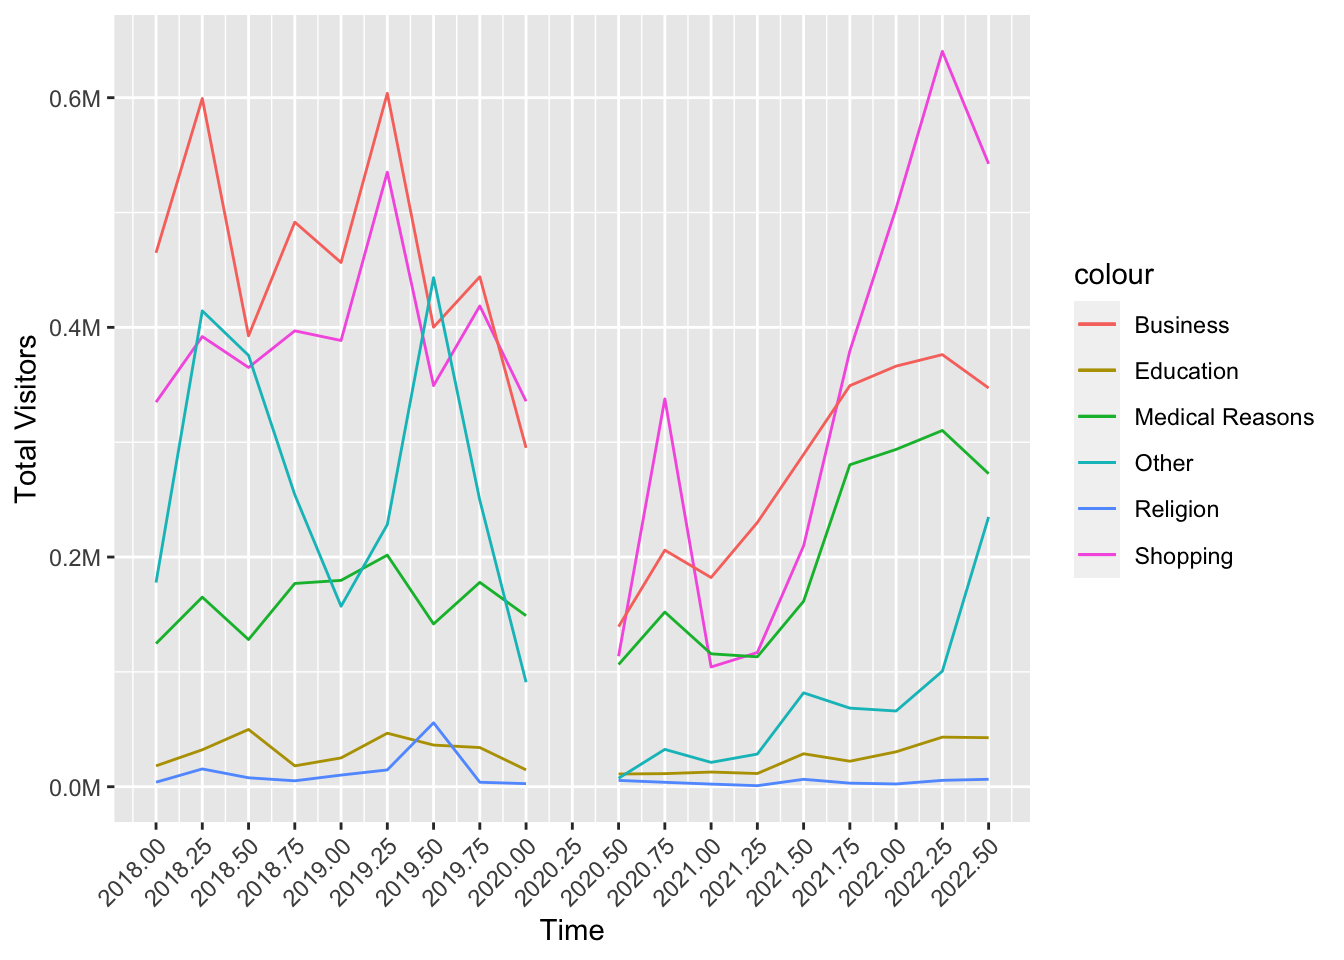 Total Visitors
0.6M
0.4M
0.2M
0.0M
2018.00
2018.25
2018.50
2018.75
2019.00
2019.25
2019.50
2019.75
2020.00
2020.25
2020.50
2020.75
2021.00
2021.25
2021.50
2021.75
2022.00
2022.25
2022.50
Time
colour
Business
Education
Medical Reasons
Other
Religion
Shopping